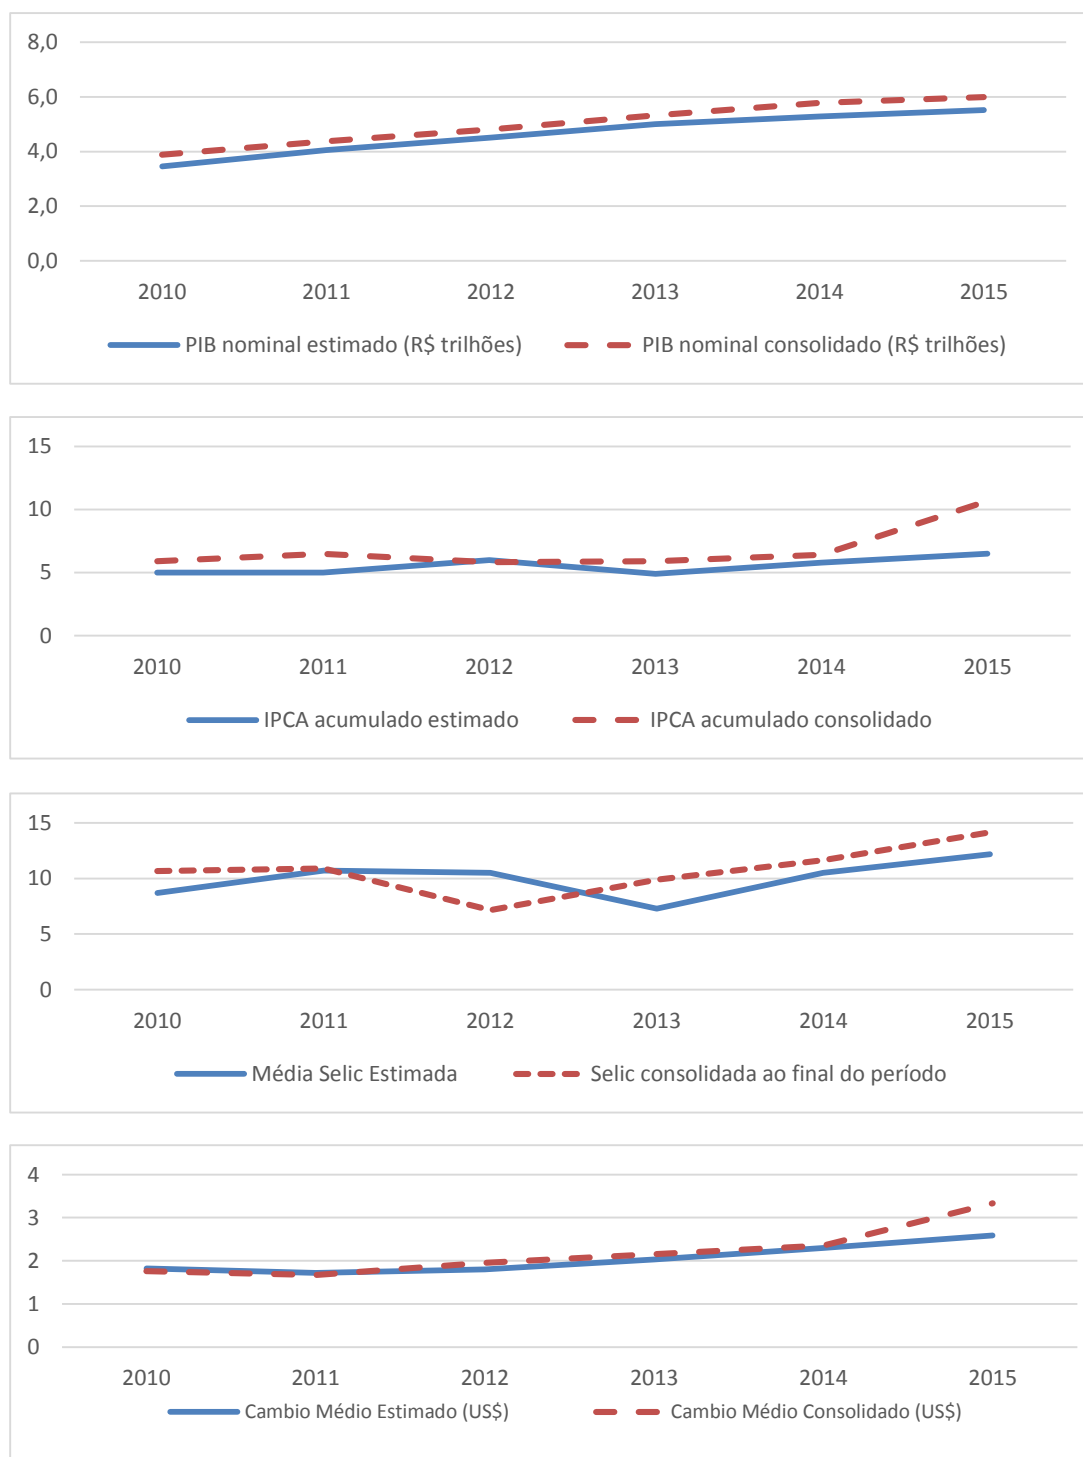 8,0
6,0
4,0
2,0
0,0
2010 2011 2012 2013 2014 2015
PIB nominal estimado (R$ trilhões) PIB nominal consolidado (R$ trilhões)
15
10
5
0
2010 2011 2012 2013 2014 2015
IPCA acumulado estimado IPCA acumulado consolidado
15
10
5
0
2010 2011 2012 2013 2014 2015
Média Selic Estimada Selic consolidada ao final do período
4
3
2
1
0
2010 2011 2012 2013 2014 2015
Cambio Médio Estimado (US$) Cambio Médio Consolidado (US$)